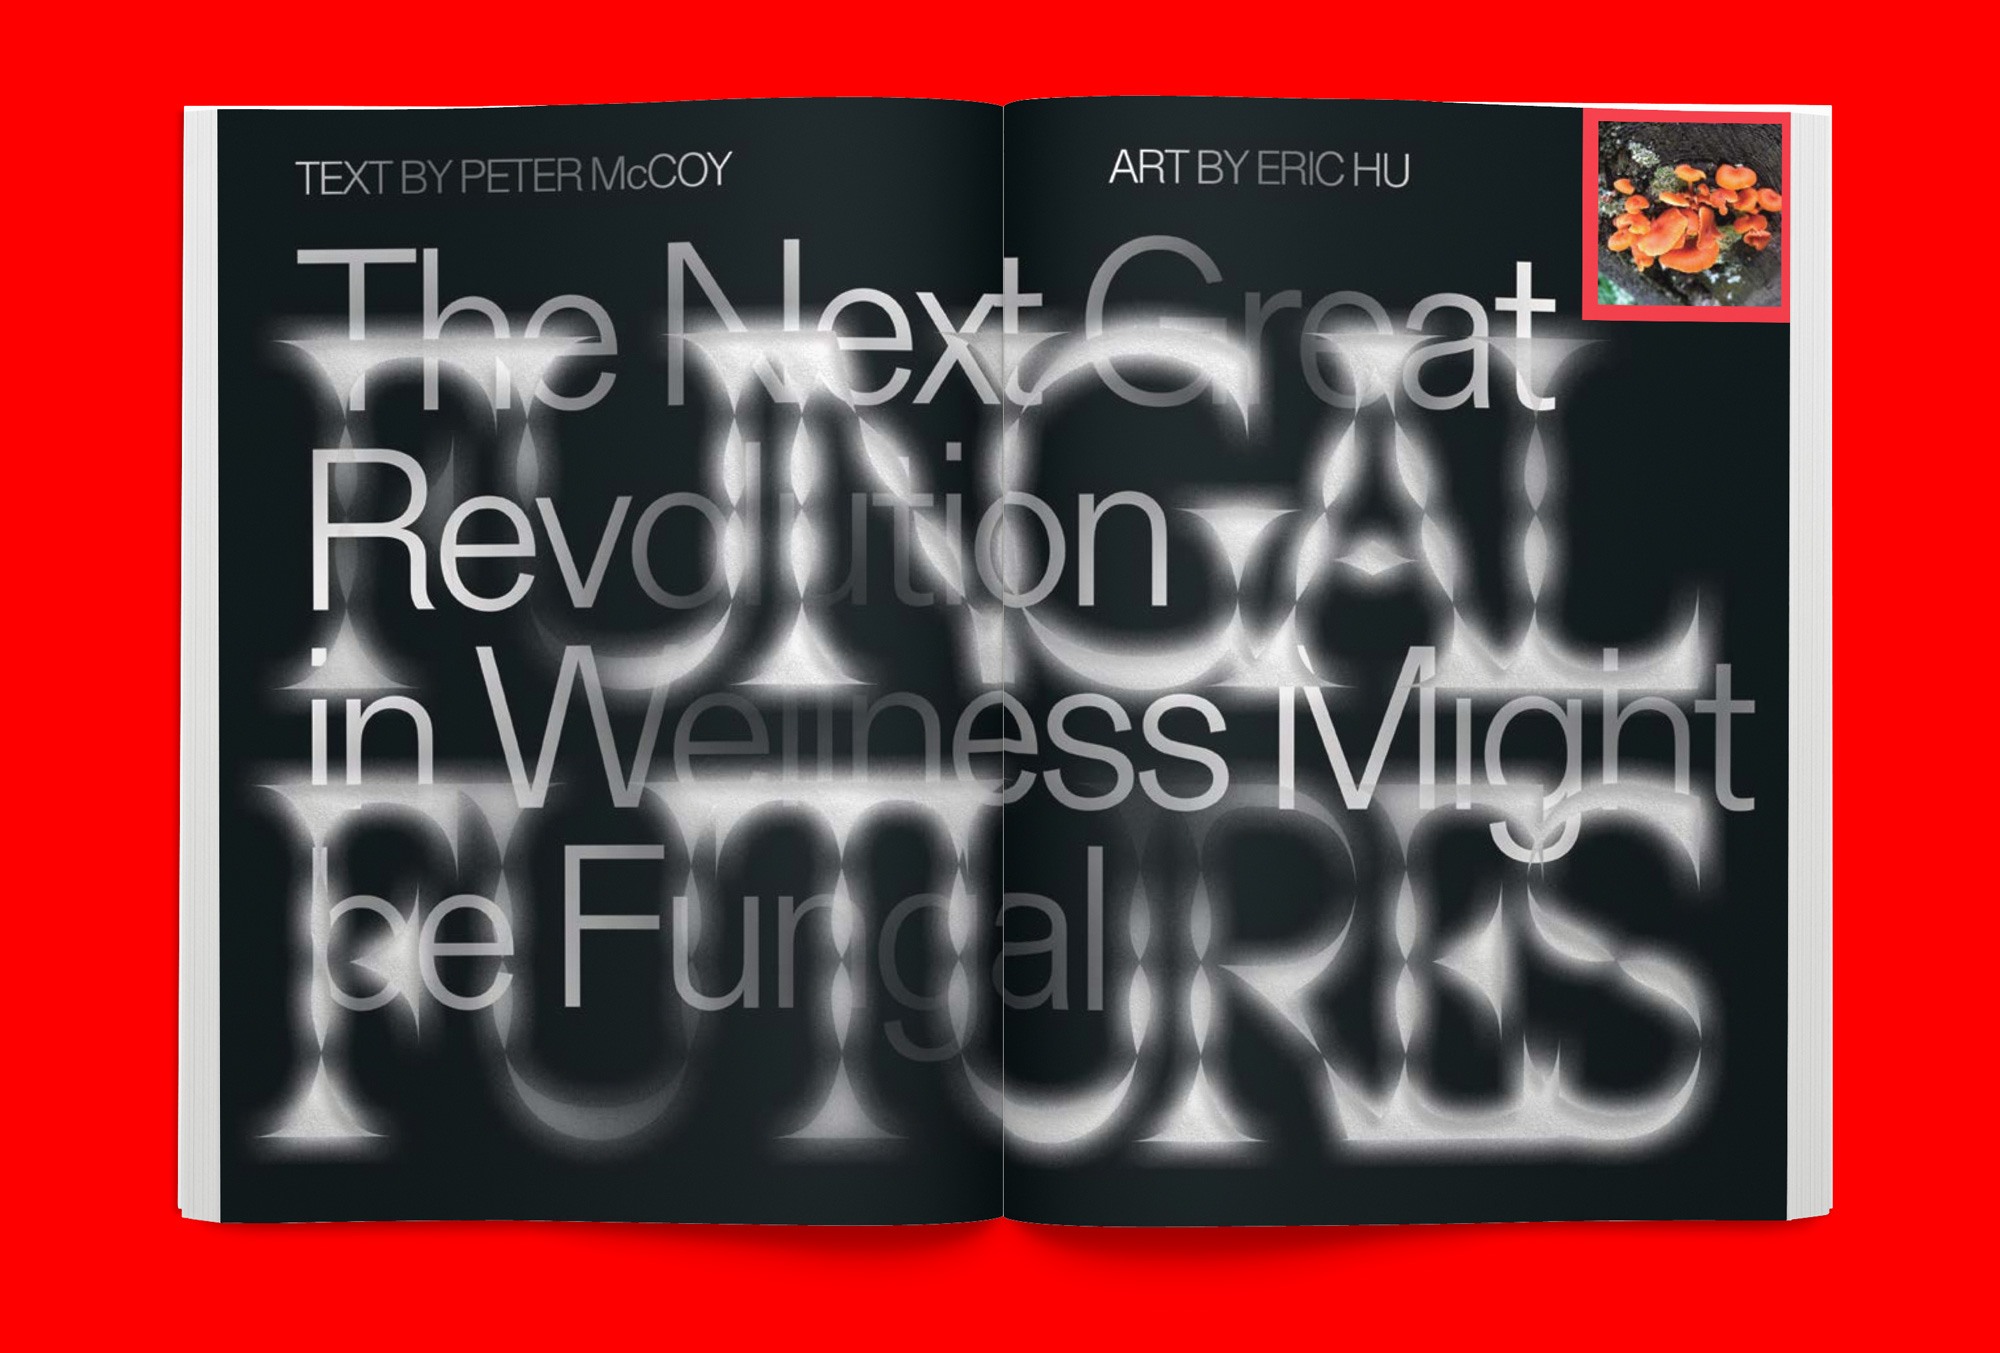 TEXT BY PETER McCOY
ART BY ERIC HU
The Next Great
Revolution
in Wellness Might
be Fungal
FUNGAL
FUTURES